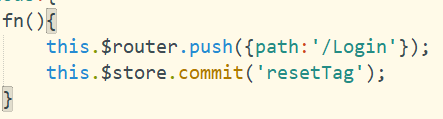 fn(){
this.$router.push({path:'/Login'});
this.$store.commit('resetTag');
}